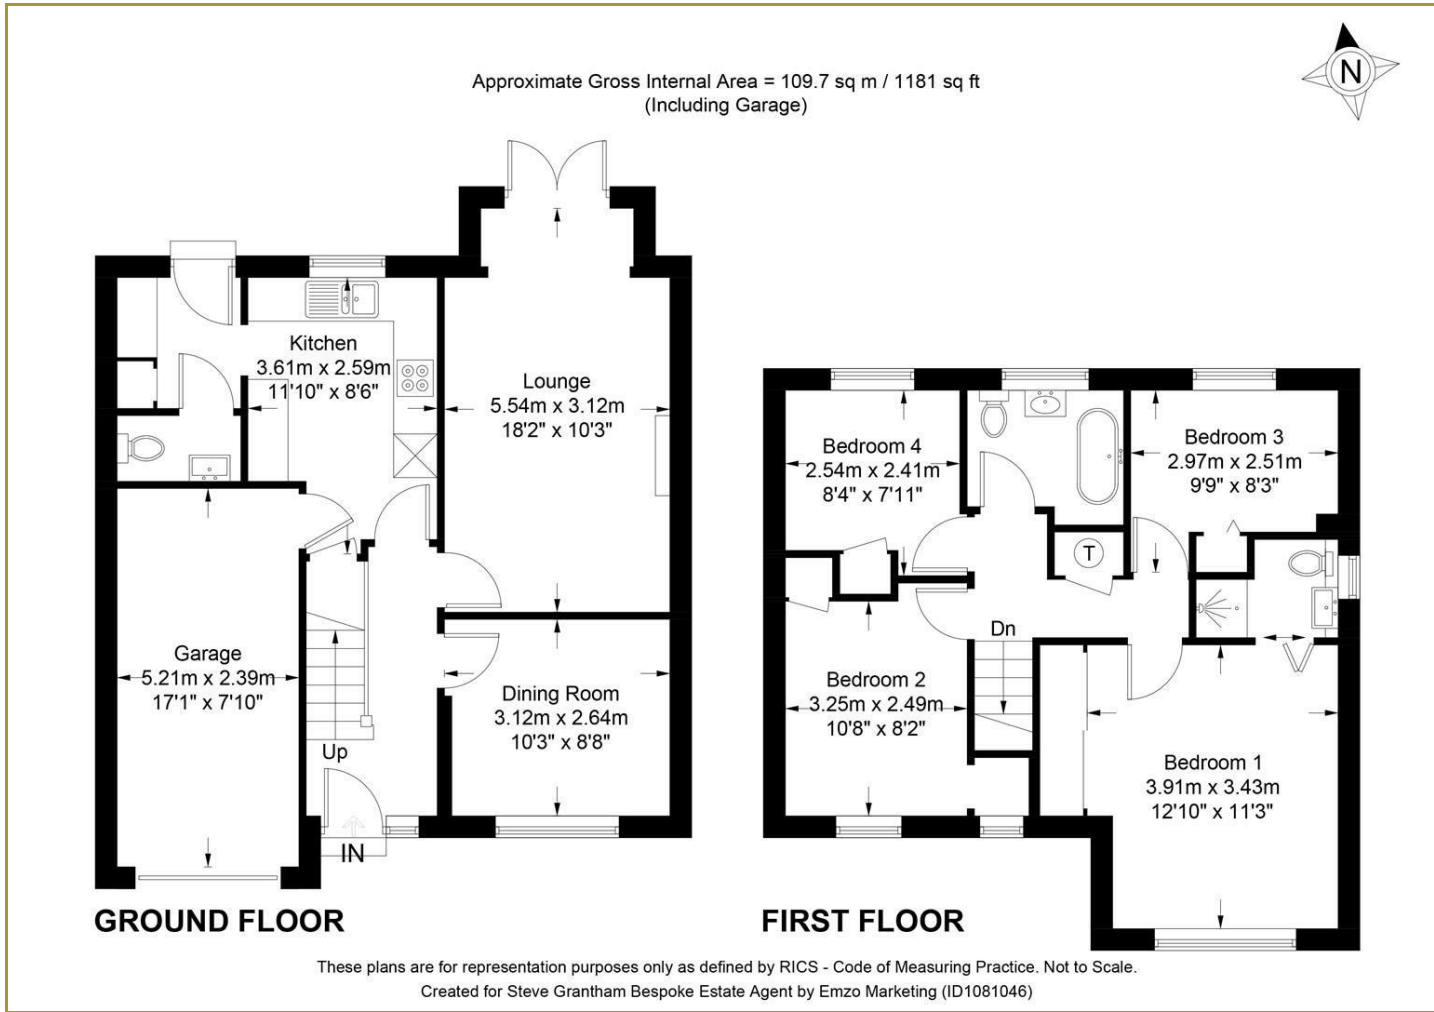 Approximate Gross Internal Area = 109.7 sq m / 1181 sq ft
(Including Garage)
N
Kitchen
3.61m x 2.59m
11'10" x 8'6"
Lounge
5.54m x 3.12m
18'2" x 10'3"
Garage
5.21m x 2.39m
17'1" x 7'10"
Dining Room
3.12m x 2.64m
10'3" x 8'8"
Up
IN
GROUND FLOOR
Bedroom 4
2.54m x 2.41m
8'4" x 7'11"
Bedroom 3
2.97m x 2.51m
9'9" x 8'3"
T
Dn
Bedroom 2
3.25m x 2.49m
10'8" x 8'2"
Bedroom 1
3.91m x 3.43m
12'10" x 11'3"
FIRST FLOOR
These plans are for representation purposes only as defined by RICS - Code of Measuring Practice. Not to Scale.
Created for Steve Grantham Bespoke Estate Agent by Emzo Marketing (ID1081046)